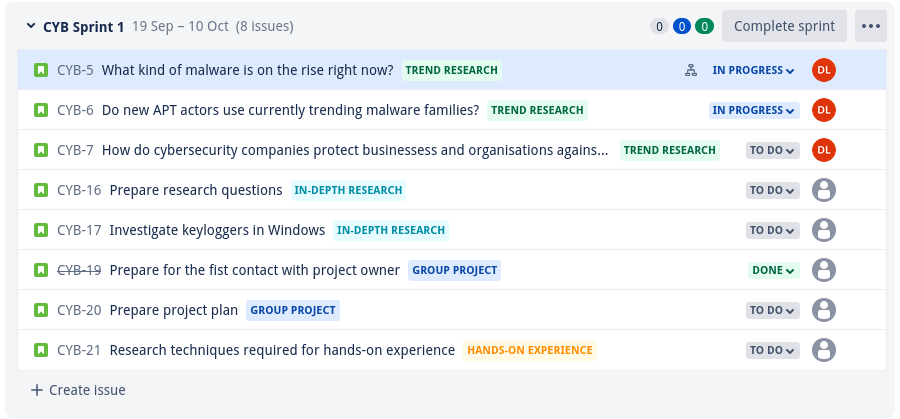 CYB Sprint 1 19 Sep – 10 Oct (8 issues) 0 0 0 Complete sprint
CYB-5 What kind of malware is on the rise right now? TREND RESEARCH IN PROGRESS DL
CYB-6 Do new APT actors use currently trending malware families? TREND RESEARCH IN PROGRESS DL
CYB-7 How do cybersecurity companies protect businessess and organisations agains... TREND RESEARCH TO DO DL
CYB-16 Prepare research questions IN-DEPTH RESEARCH TO DO
CYB-17 Investigate keyloggers in Windows IN-DEPTH RESEARCH TO DO
CYB-19 Prepare for the fist contact with project owner GROUP PROJECT DONE
CYB-20 Prepare project plan GROUP PROJECT TO DO
CYB-21 Research techniques required for hands-on experience HANDS-ON EXPERIENCE TO DO
+ Create issue